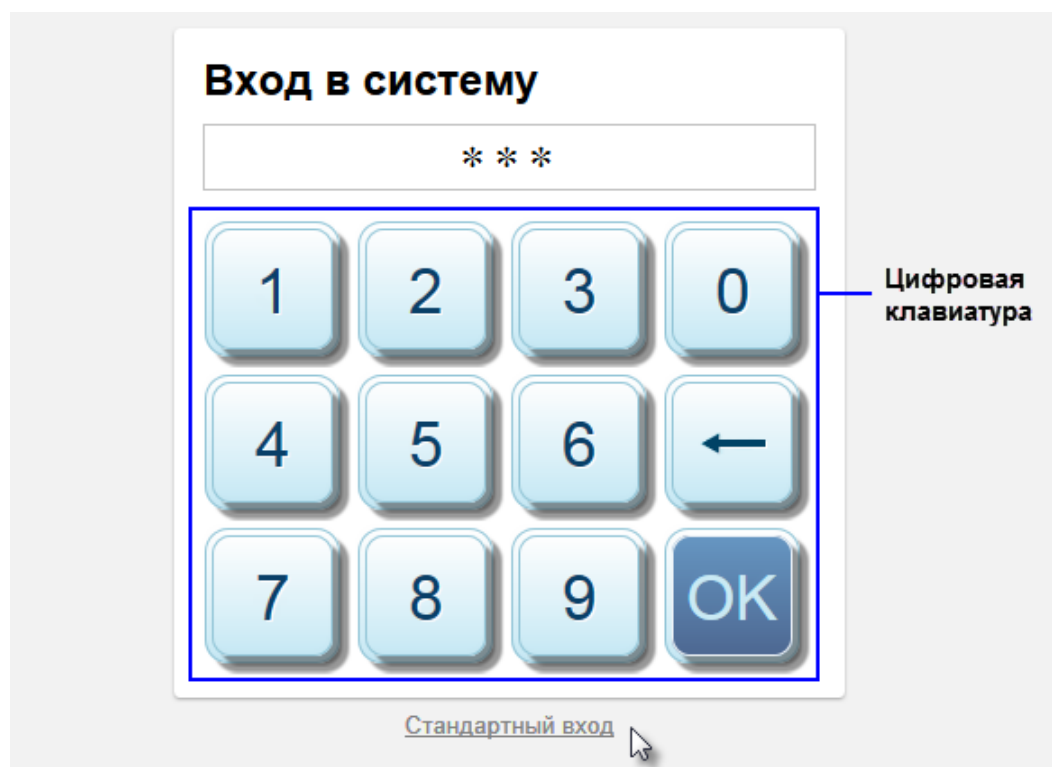 Вход в систему
* * *
1 2 3 0
Цифровая
клавиатура
4 5 6 ←
7 8 9 OK
Стандартный вход